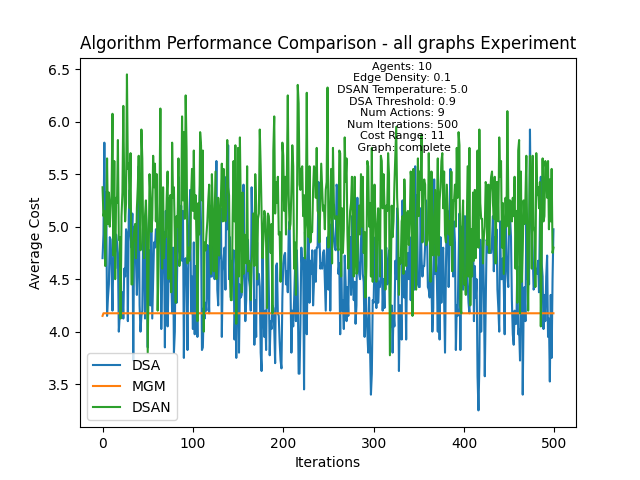 Algorithm Performance Comparison - all graphs Experiment
Agents: 10
Edge Density: 0.1
DSAN Temperature: 5.0
DSA Threshold: 0.9
Num Actions: 9
Num Iterations: 500
Cost Range: 11
Graph: complete
6.5
6.0
5.5
5.0
4.5
4.0
3.5
Average Cost
DSA
MGM
DSAN
0
100
200
300
400
500
Iterations